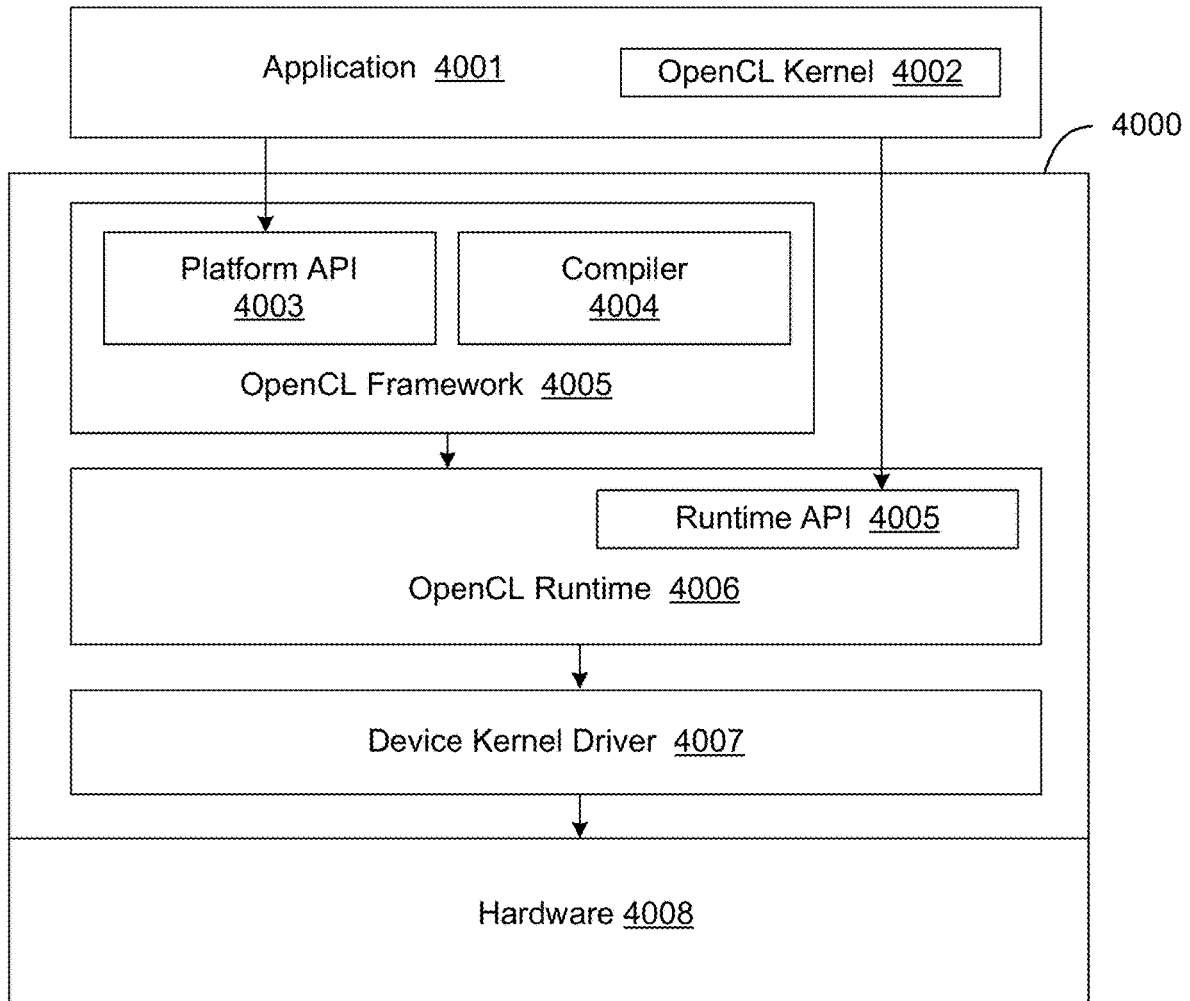 Application 4001
OpenCL Kernel 4002
4000
Platform API
4003
Compiler
4004
OpenCL Framework 4005
Runtime API 4005
OpenCL Runtime 4006
Device Kernel Driver 4007
Hardware 4008